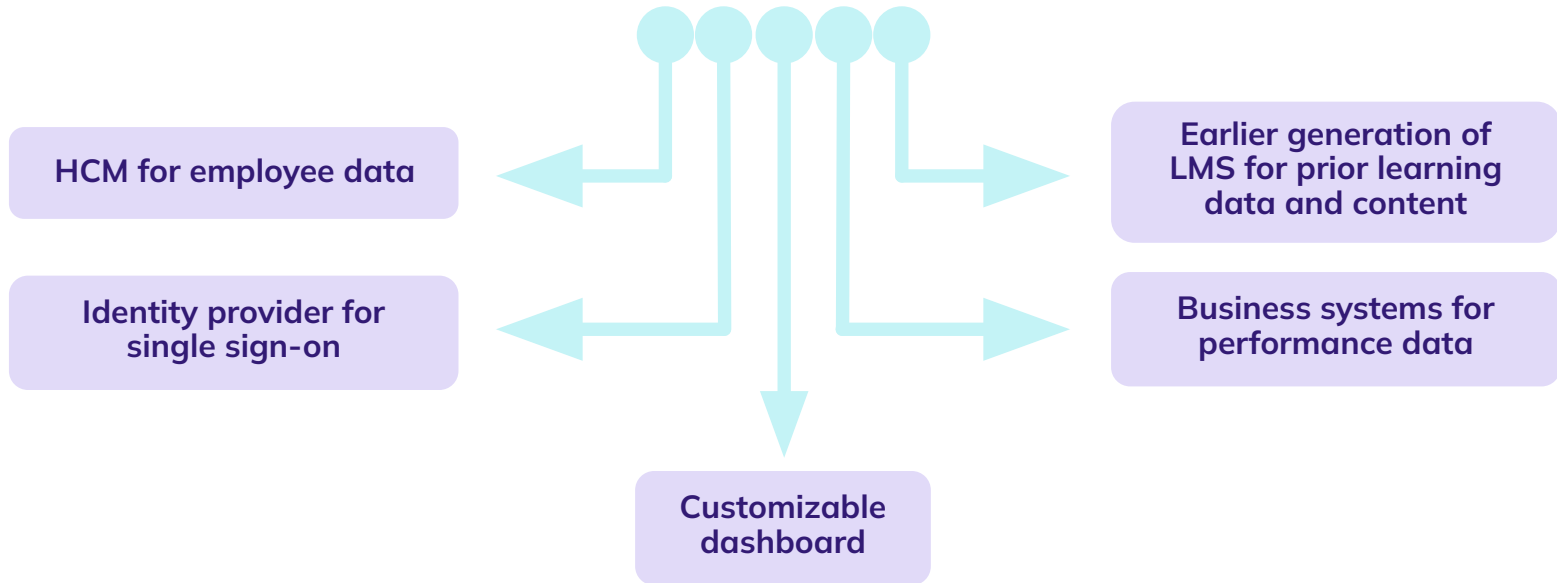 HCM for employee data
Identity provider for
single sign-on
Customizable
dashboard
Earlier generation of
LMS for prior learning
data and content
Business systems for
performance data